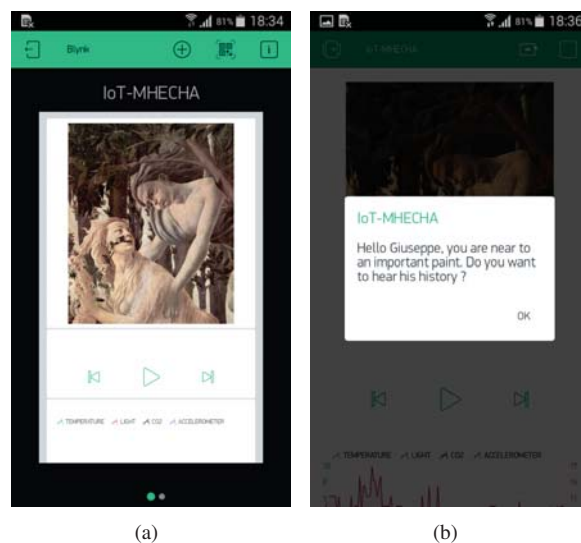 81% 18:34
Blynk
IoT-MHECHA
TEMPERATURE LIGHT CO2 ACCELEROMETER
(a)
81% 18:36
IoT-MHECHA
IoT-MHECHA
Hello Giuseppe, you are near to
an important paint. Do you want
to hear his history ?
OK
TEMPERATURE LIGHT CO2 ACCELEROMETER
(b)